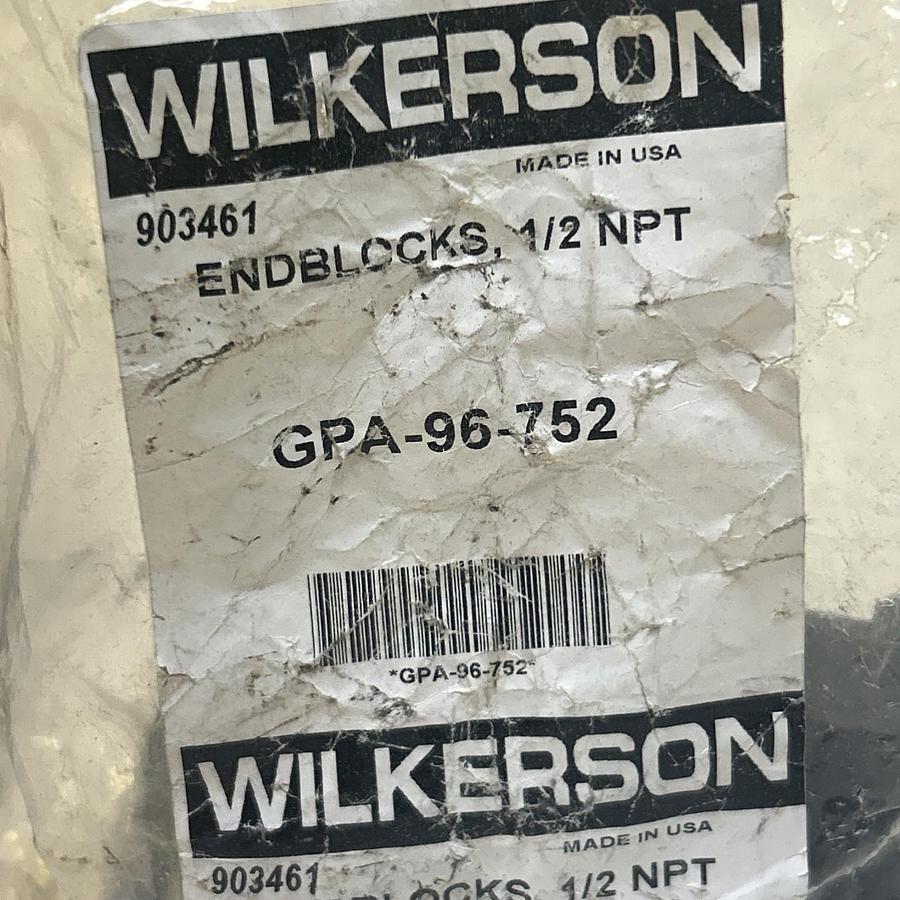 WILKERSON
MADE IN USA
903461
ENDBLOCKS, 1/2 NPT
GPA-96-752
*GPA-96-752*
WILKERSON
MADE IN USA
903461
BLOCKS, 1/2 NPT